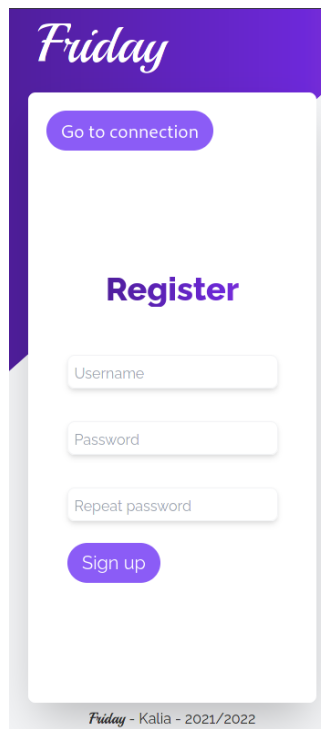 Friday
Go to connection
Register
Username
Password
Repeat password
Sign up
Friday - Kalia - 2021/2022